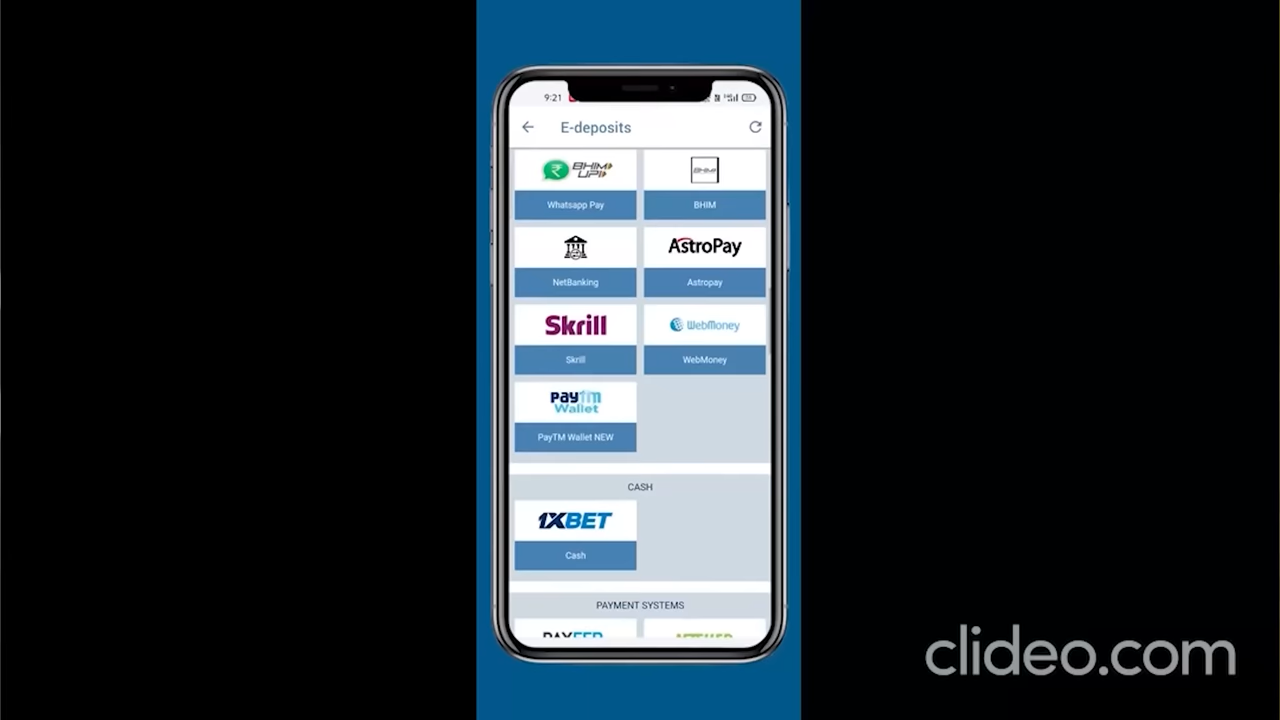 9:21
E-deposits
BHIM UPI
Whatsapp Pay
BHIM
BHIM
NetBanking
AstroPay
Astropay
Skrill
Skrill
WebMoney
WebMoney
PayTM
Wallet
PayTM Wallet NEW
CASH
1XBET
Cash
PAYMENT SYSTEMS
clideo.com